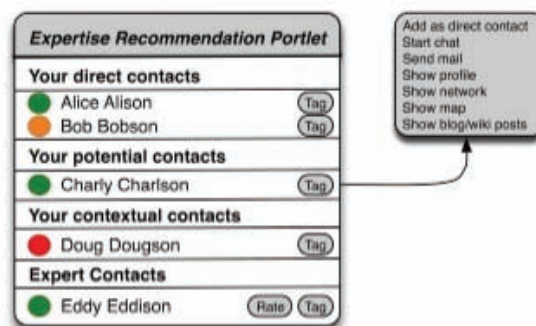 Expertise Recommendation Portlet
Your direct contacts
Alice Alison Tag
Bob Bobson Tag
Your potential contacts
Charly Charlson Tag
Your contextual contacts
Doug Dougson Tag
Expert Contacts
Eddy Eddison Rate Tag
Add as direct contact
Start chat
Send mail
Show profile
Show network
Show map
Show blog/wiki posts